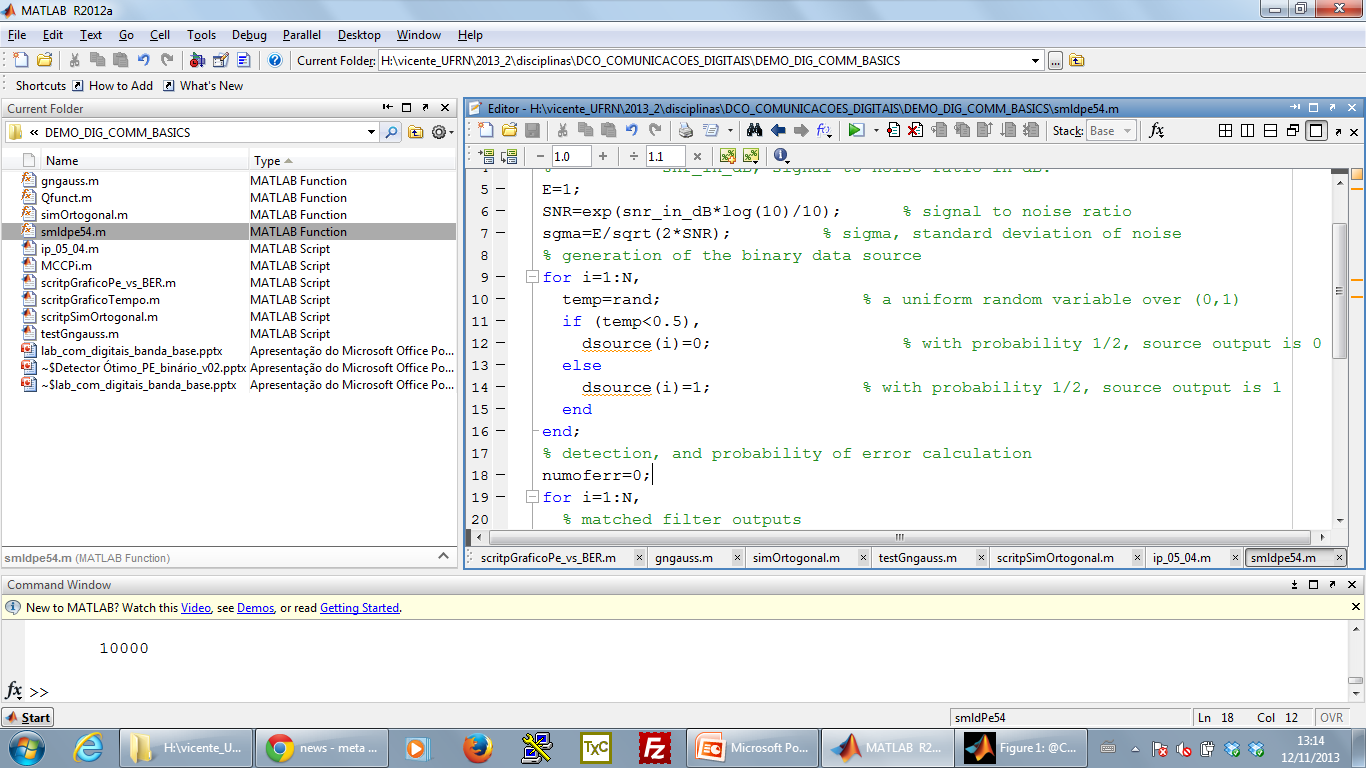 MATLAB R2012a
File Edit Text Go Cell Tools Debug Parallel Desktop Window Help
Current Folder: H:\vicente_UFRN\2013_2\disciplinas\DCO_COMUNICACOES_DIGITAIS\DEMO_DIG_COMM_BASICS
Shortcuts How to Add What's New
Current Folder
« DEMO_DIG_COMM_BASICS
Name Type
gngauss.m MATLAB Function
Qfunct.m MATLAB Function
simOrtogonal.m MATLAB Function
smldpe54.m MATLAB Function
ip_05_04.m MATLAB Script
MCCPi.m MATLAB Script
scritpGraficoPe_vs_BER.m MATLAB Script
scritpGraficoTempo.m MATLAB Script
scritpSimOrtogonal.m MATLAB Script
testGngauss.m MATLAB Script
lab_com_digitais_banda_base.pptx Apresentação do Microsoft Office Po...
~$Detector Ótimo_PE_binário_v02.pptx Apresentação do Microsoft Office Po...
~$lab_com_digitais_banda_base.pptx Apresentação do Microsoft Office Po...
smldpe54.m (MATLAB Function)
Editor - H:\vicente_UFRN\2013_2\disciplinas\DCO_COMUNICACOES_DIGITAIS\DEMO_DIG_COMM_BASICS\smldpe54.m
Stack: Base fx
− 1.0 + ÷ 1.1 ×
4 % snr_in_dB, signal to noise ratio in dB.
5 − E=1;
6 − SNR=exp(snr_in_dB*log(10)/10); % signal to noise ratio
7 − sgma=E/sqrt(2*SNR); % sigma, standard deviation of noise
8 % generation of the binary data source
9 − for i=1:N,
10 − temp=rand; % a uniform random variable over (0,1)
11 − if (temp<0.5),
12 − dsource(i)=0; % with probability 1/2, source output is 0
13 − else
14 − dsource(i)=1; % with probability 1/2, source output is 1
15 − end
16 − end;
17 % detection, and probability of error calculation
18 − numoferr=0;
19 − for i=1:N,
20 % matched filter outputs
scritpGraficoPe_vs_BER.m gngauss.m simOrtogonal.m testGngauss.m scritpSimOrtogonal.m ip_05_04.m smldpe54.m
Command Window
New to MATLAB? Watch this Video, see Demos, or read Getting Started.
10000
fx >>
Start smldPe54 Ln 18 Col 12 OVR
H:\vicente_U... news - meta ... TxC Fz Microsoft Po... MATLAB R2... Figure 1: @C... 13:14
12/11/2013